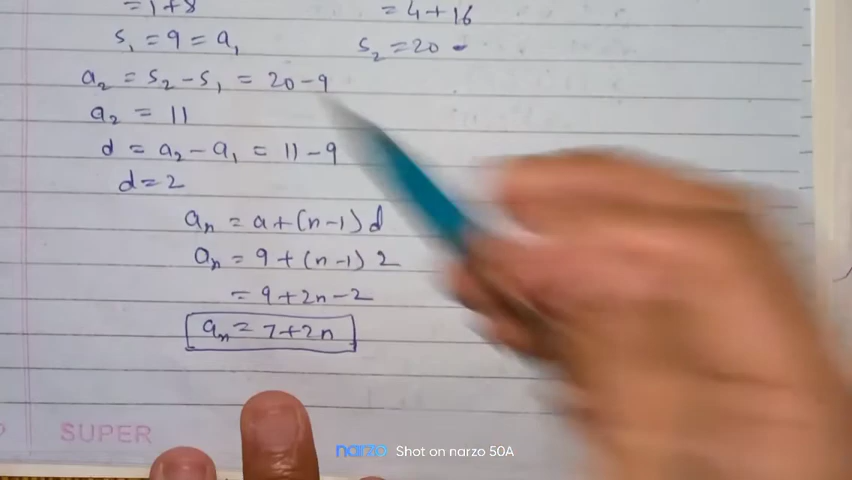 = 1 + 8
= 4 + 16
S₁ = 9 = a₁
S₂ = 20
a₂ = S₂ - S₁ = 20 - 9
a₂ = 11
d = a₂ - a₁ = 11 - 9
d = 2
aₙ = a + (n - 1) d
aₙ = 9 + (n - 1) 2
= 9 + 2n - 2
aₙ = 7 + 2n
SUPER
narzo Shot on narzo 50A